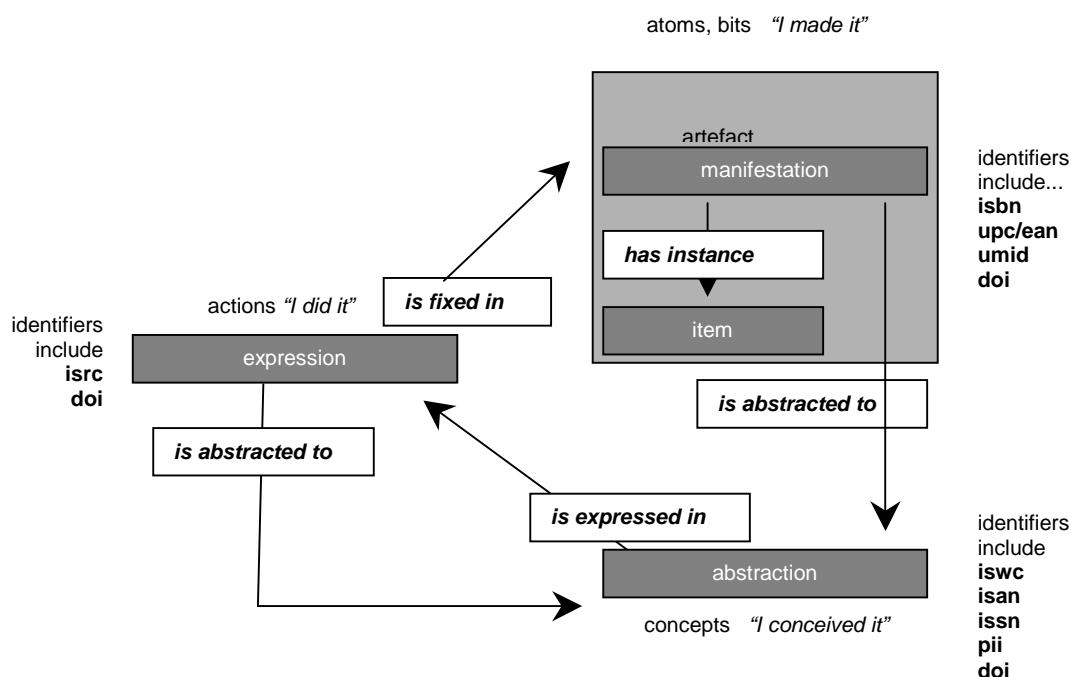 atoms, bits "I made it"
artefact
manifestation
identifiers
include...
isbn
upc/ean
umid
doi
has instance
is fixed in
item
actions "I did it"
identifiers
include
isrc
doi
expression
is abstracted to
is abstracted to
is expressed in
abstraction
identifiers
include
iswc
isan
issn
pii
doi
concepts "I conceived it"